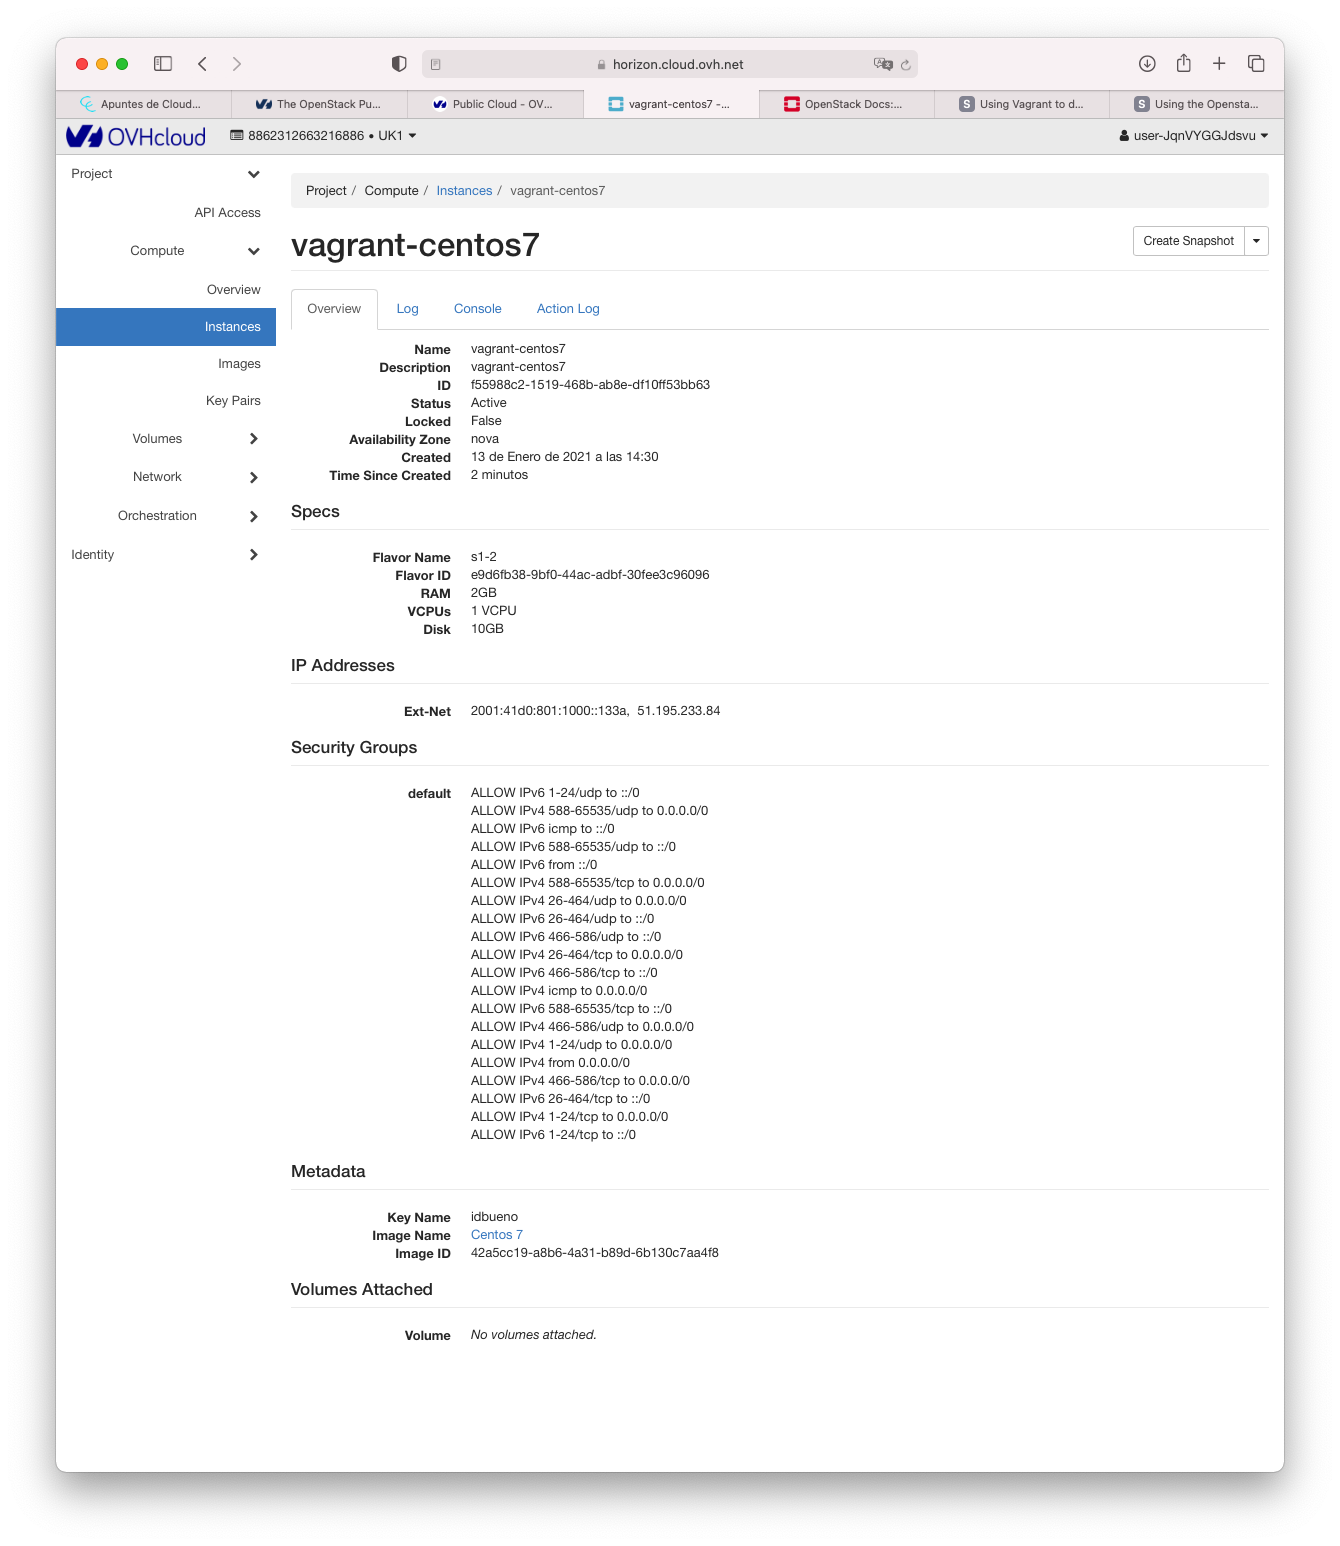 horizon.cloud.ovh.net
Apuntes de Cloud...
The OpenStack Pu...
Public Cloud - OV...
vagrant-centos7 -...
OpenStack Docs:...
S Using Vagrant to d...
S Using the Opensta...
OVHcloud
8862312663216886 • UK1
user-JqnVYGGJdsvu
Project
API Access
Compute
Overview
Instances
Images
Key Pairs
Volumes
Network
Orchestration
Identity
Project / Compute / Instances / vagrant-centos7
vagrant-centos7
Create Snapshot
Overview Log Console Action Log
Name vagrant-centos7
Description vagrant-centos7
ID f55988c2-1519-468b-ab8e-df10ff53bb63
Status Active
Locked False
Availability Zone nova
Created 13 de Enero de 2021 a las 14:30
Time Since Created 2 minutos
Specs
Flavor Name s1-2
Flavor ID e9d6fb38-9bf0-44ac-adbf-30fee3c96096
RAM 2GB
VCPUs 1 VCPU
Disk 10GB
IP Addresses
Ext-Net 2001:41d0:801:1000::133a, 51.195.233.84
Security Groups
default ALLOW IPv6 1-24/udp to ::/0
ALLOW IPv4 588-65535/udp to 0.0.0.0/0
ALLOW IPv6 icmp to ::/0
ALLOW IPv6 588-65535/udp to ::/0
ALLOW IPv6 from ::/0
ALLOW IPv4 588-65535/tcp to 0.0.0.0/0
ALLOW IPv4 26-464/udp to 0.0.0.0/0
ALLOW IPv6 26-464/udp to ::/0
ALLOW IPv6 466-586/udp to ::/0
ALLOW IPv4 26-464/tcp to 0.0.0.0/0
ALLOW IPv6 466-586/tcp to ::/0
ALLOW IPv4 icmp to 0.0.0.0/0
ALLOW IPv6 588-65535/tcp to ::/0
ALLOW IPv4 466-586/udp to 0.0.0.0/0
ALLOW IPv4 1-24/udp to 0.0.0.0/0
ALLOW IPv4 from 0.0.0.0/0
ALLOW IPv4 466-586/tcp to 0.0.0.0/0
ALLOW IPv6 26-464/tcp to ::/0
ALLOW IPv4 1-24/tcp to 0.0.0.0/0
ALLOW IPv6 1-24/tcp to ::/0
Metadata
Key Name idbueno
Image Name Centos 7
Image ID 42a5cc19-a8b6-4a31-b89d-6b130c7aa4f8
Volumes Attached
Volume No volumes attached.